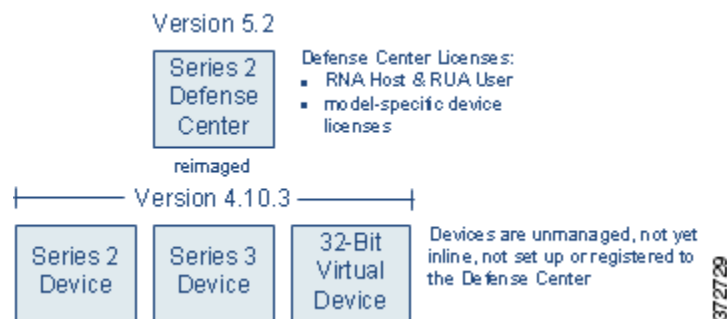 Version 5.2
Series 2
Defense
Center
Defense Center Licenses:
▪ RNA Host & RUA User
▪ model-specific device
licenses
reimaged
Version 4.10.3
Series 2
Device
Series 3
Device
32-Bit
Virtual
Device
Devices are unmanaged, not yet
inline, not set up or registered to
the Defense Center
372729